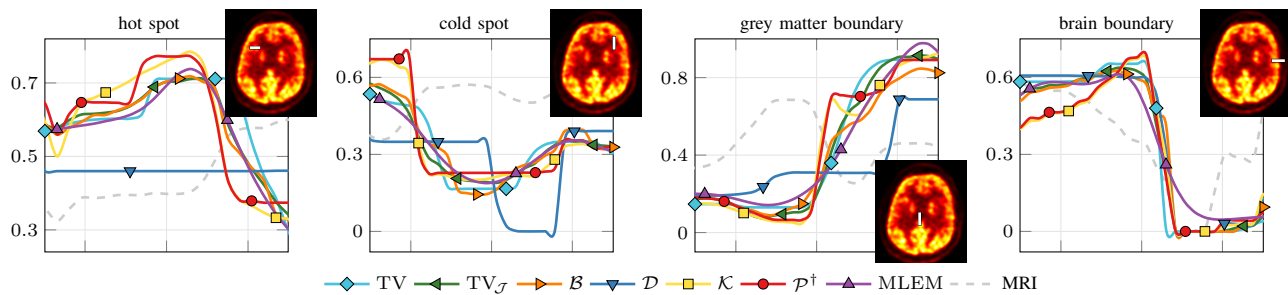 hot spot
cold spot
grey matter boundary
brain boundary
0.7
0.5
0.3
0.6
0.3
0
0.8
0.4
0
0.6
0.3
0
TV TV𝒥 ℬ 𝒟 𝒦 𝒫† MLEM MRI